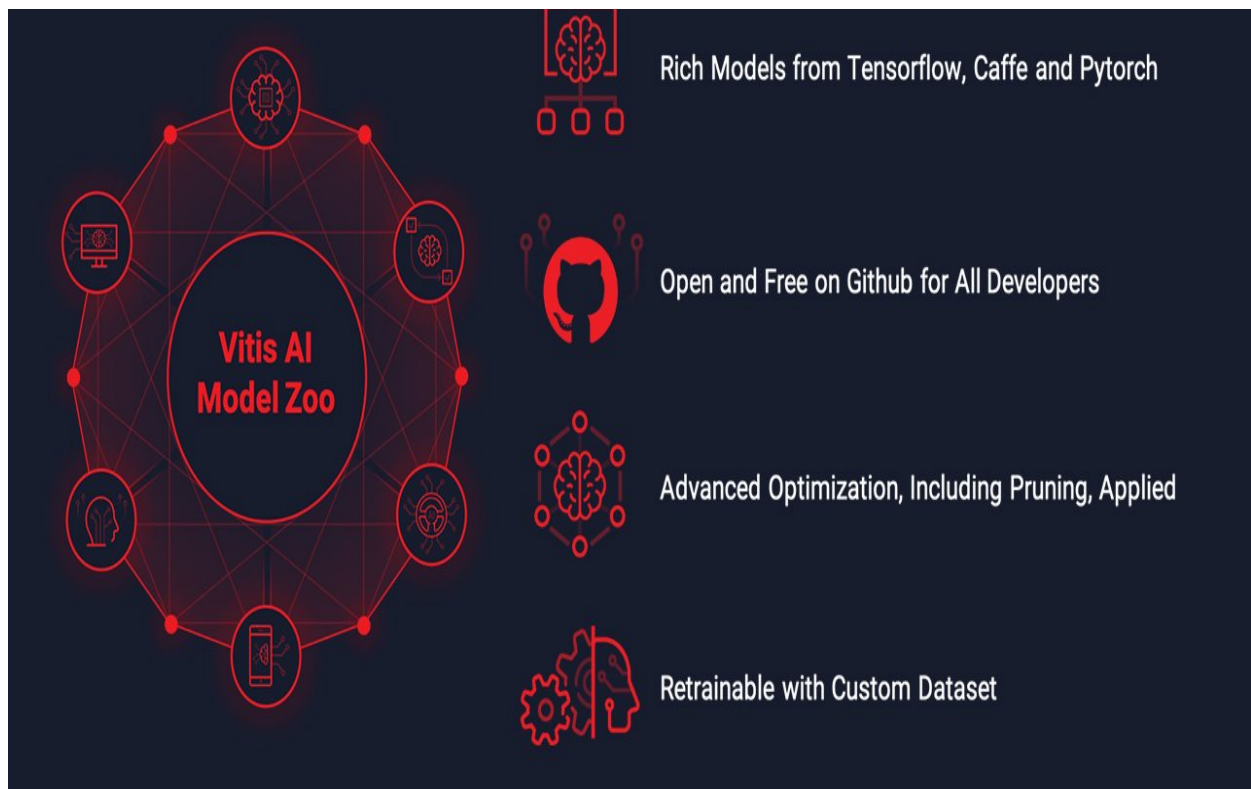 Vitis AI
Model Zoo
Rich Models from Tensorflow, Caffe and Pytorch
Open and Free on Github for All Developers
Advanced Optimization, Including Pruning, Applied
Retrainable with Custom Dataset